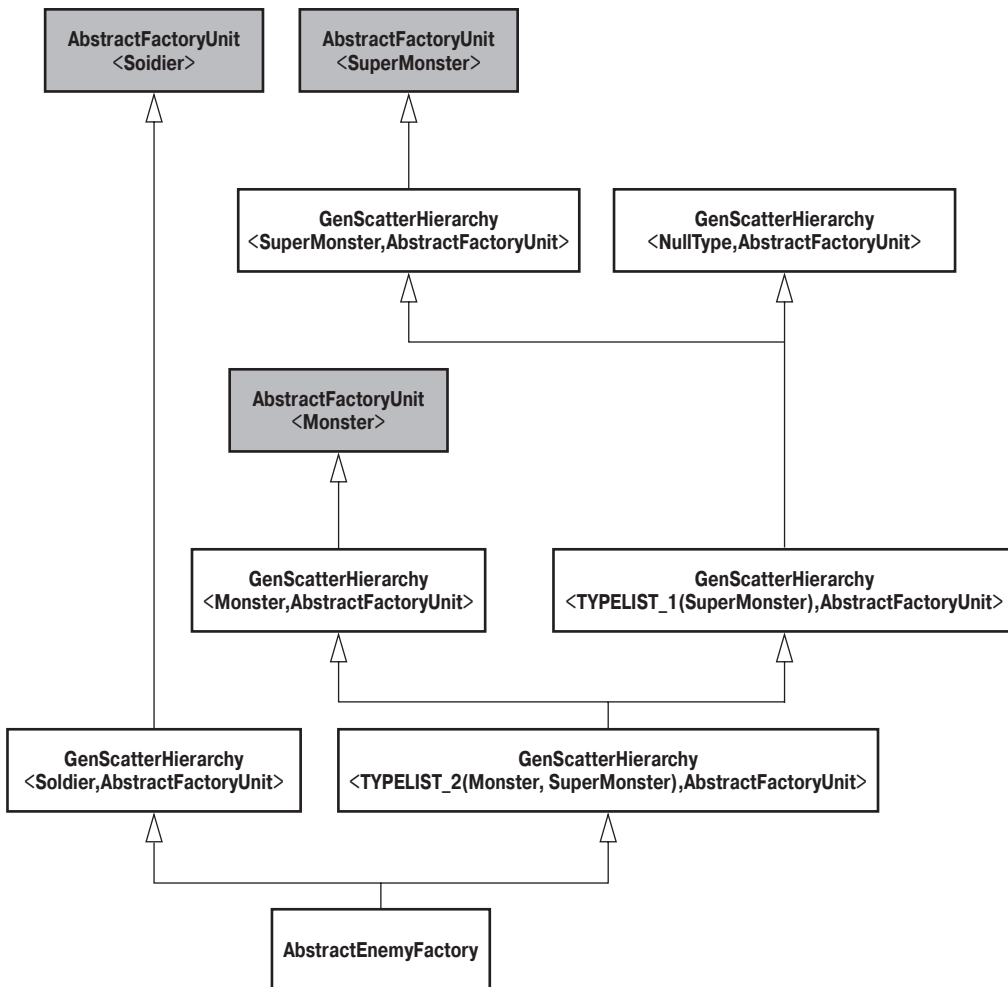 AbstractFactoryUnit
<Soidier>
AbstractFactoryUnit
<SuperMonster>
GenScatterHierarchy
<SuperMonster,AbstractFactoryUnit>
GenScatterHierarchy
<NullType,AbstractFactoryUnit>
AbstractFactoryUnit
<Monster>
GenScatterHierarchy
<Monster,AbstractFactoryUnit>
GenScatterHierarchy
<TYPELIST_1(SuperMonster),AbstractFactoryUnit>
GenScatterHierarchy
<Soldier,AbstractFactoryUnit>
GenScatterHierarchy
<TYPELIST_2(Monster, SuperMonster),AbstractFactoryUnit>
AbstractEnemyFactory